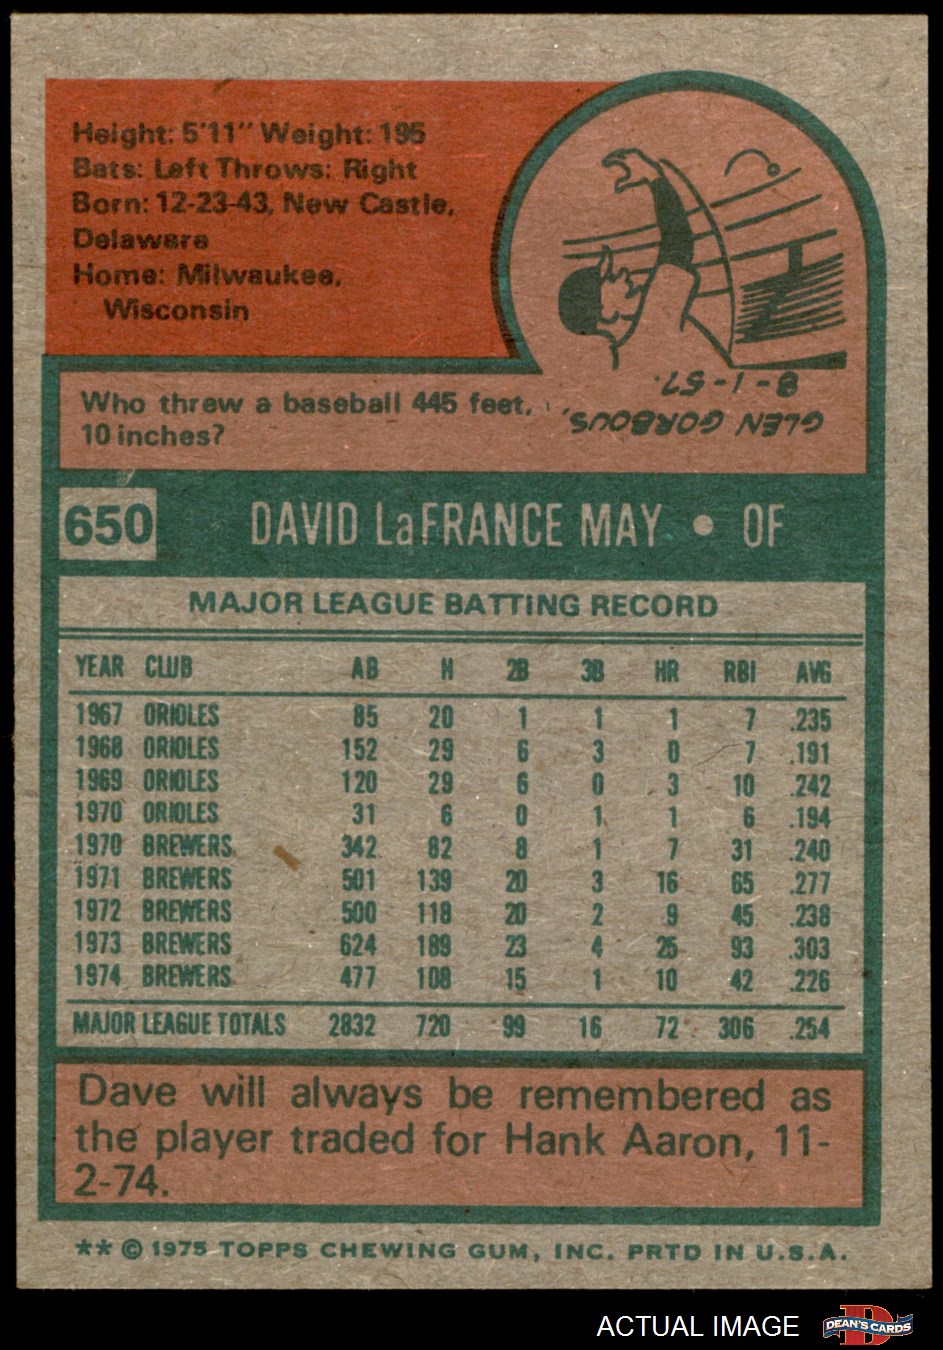 Height: 5'11" Weight: 195
Bats: Left Throws: Right
Born: 12-23-43, New Castle,
Delaware
Home: Milwaukee,
Wisconsin
Who threw a baseball 445 feet,
10 inches?
GLEN GORBOUS,
8-1-57.
650 DAVID LaFRANCE MAY • OF
MAJOR LEAGUE BATTING RECORD
YEAR CLUB AB H 2B 3B HR RBI AVG
1967 ORIOLES 85 20 1 1 1 7 .235
1968 ORIOLES 152 29 6 3 0 7 .191
1969 ORIOLES 120 29 6 0 3 10 .242
1970 ORIOLES 31 6 0 1 1 6 .194
1970 BREWERS 342 82 8 1 7 31 .240
1971 BREWERS 501 139 20 3 16 65 .277
1972 BREWERS 500 118 20 2 9 45 .238
1973 BREWERS 624 189 23 4 25 93 .303
1974 BREWERS 477 108 15 1 10 42 .226
MAJOR LEAGUE TOTALS 2832 720 99 16 72 306 .254
Dave will always be remembered as
the player traded for Hank Aaron, 11-
2-74.
** © 1975 TOPPS CHEWING GUM, INC. PRTD IN U.S.A.
ACTUAL IMAGE
D
DEAN'S CARDS